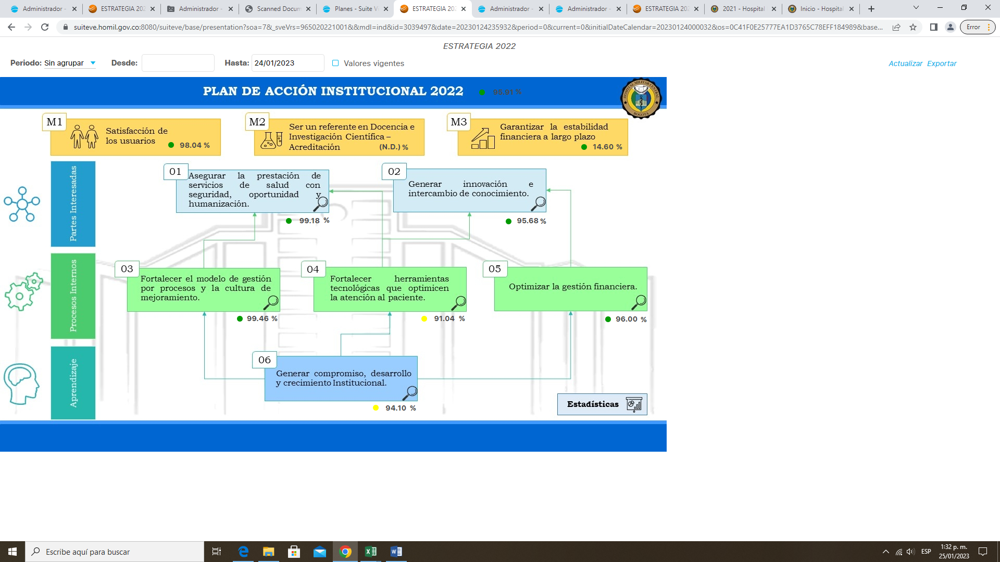 Administrador -
ESTRATEGIA 202
Administrador -
Scanned Docum
Planes - Suite V
ESTRATEGIA 202
Administrador -
Administrador -
ESTRATEGIA 202
2021 - Hospital
Inicio - Hospital
suiteve.homil.gov.co:8080/suiteve/base/presentation?soa=7&_sveVrs=965020221001&&mdl=ind&id=3039497&date=20230124235932&period=0&current=0&initialDateCalendar=20230124000032&os=0C41F0E25777EA1D3765C78EFF184989&base...
Error
ESTRATEGIA 2022
Periodo: Sin agrupar Desde: Hasta: 24/01/2023 Valores vigentes Actualizar Exportar
PLAN DE ACCIÓN INSTITUCIONAL 2022 95.91 %
HOSPITAL MILITAR CENTRAL
BOGOTA
M1
Satisfacción de
los usuarios 98.04 %
M2
Ser un referente en Docencia e
Investigación Científica –
Acreditación (N.D.) %
M3
Garantizar la estabilidad
financiera a largo plazo
14.60 %
Partes Interesadas
01
Asegurar la prestación de
servicios de salud con
seguridad, oportunidad y
humanización.
99.18 %
02
Generar innovación e
intercambio de conocimiento.
95.68 %
Procesos Internos
03
Fortalecer el modelo de gestión
por procesos y la cultura de
mejoramiento.
99.46 %
04
Fortalecer herramientas
tecnológicas que optimicen
la atención al paciente.
91.04 %
05
Optimizar la gestión financiera.
96.00 %
Aprendizaje
06
Generar compromiso, desarrollo
y crecimiento Institucional.
94.10 %
Estadísticas
Escribe aquí para buscar
ESP
1:32 p. m.
25/01/2023